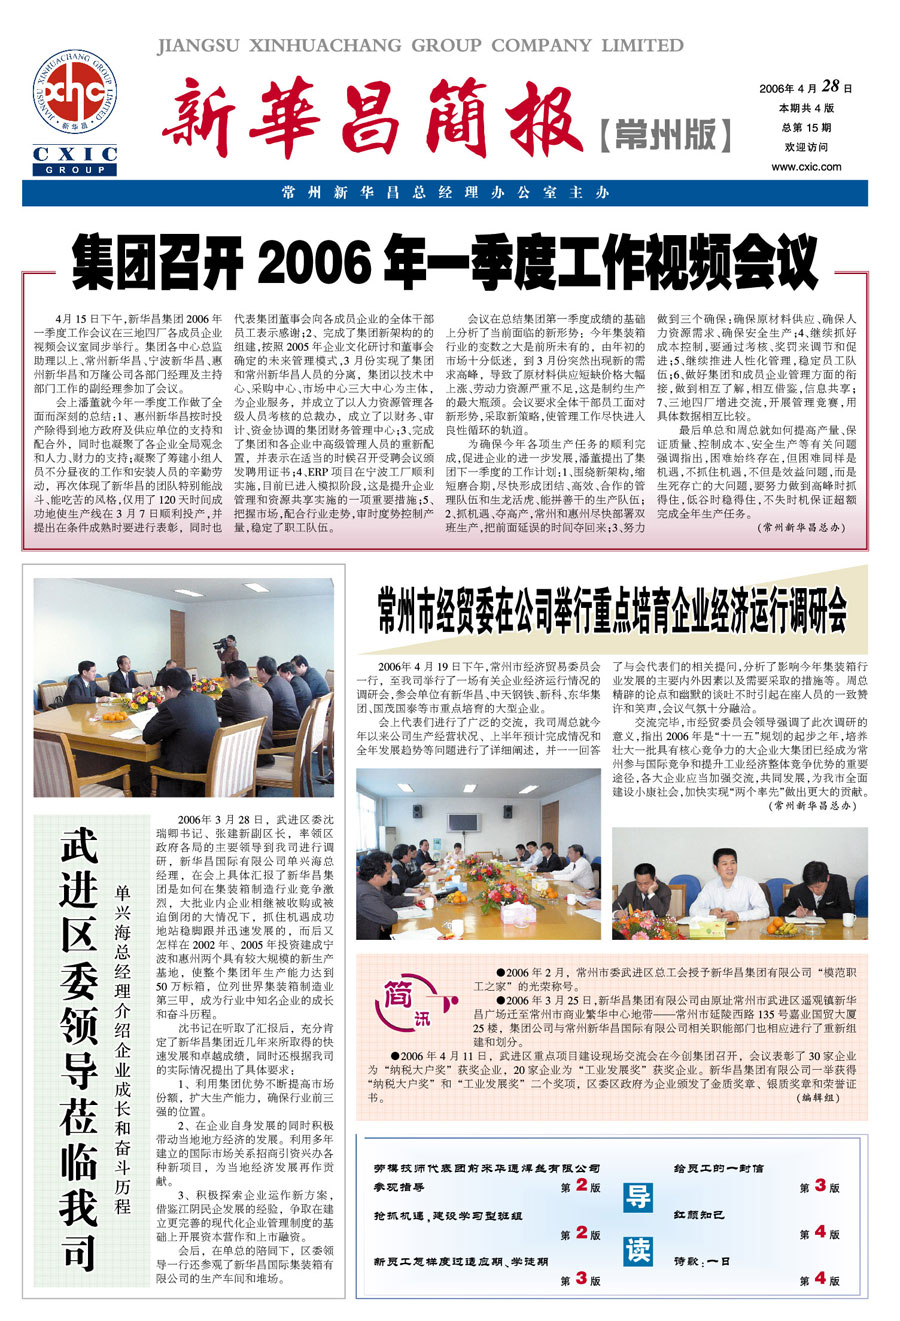 JIANGSU XINHUACHANG GROUP COMPANY LIMITED
JIANGSU XINHUACHANG GROUP LIMITED
xhc
·新华昌·
CXIC
GROUP
新華昌簡报【常州版】
2006年 4 月 28 日
本期共 4 版
总第 15 期
欢迎访问
www.cxic.com
常州新华昌总经理办公室主办
集团召开 2006 年一季度工作视频会议
4月 15 日下午,新华昌集团 2006 年
一季度工作会议在三地四厂各成员企业
视频会议室同步举行。集团各中心总监
助理以上、常州新华昌、宁波新华昌、惠
州新华昌和万隆公司各部门经理及主持
部门工作的副经理参加了会议。
会上潘董就今年一季度工作做了全
面而深刻的总结:1、惠州新华昌按时投
产除得到地方政府及供应单位的支持和
配合外，同时也凝聚了各企业全局观念
和人力、财力的支持;凝聚了筹建小组人
员不分昼夜的工作和安装人员的辛勤劳
动，再次体现了新华昌的团队特别能战
斗、能吃苦的风格,仅用了 120 天时间成
功地使生产线在 3 月 7 日顺利投产,并
提出在条件成熟时要进行表彰，同时也
代表集团董事会向各成员企业的全体干部
员工表示感谢;2、完成了集团新架构的的
组建,按照 2005 年企业文化研讨和董事会
确定的未来管理模式,3 月份实现了集团
和常州新华昌人员的分离，集团以技术中
心、采购中心、市场中心三大中心为主体,
为企业服务，并成立了以人力资源管理各
级人员考核的总裁办，成立了以财务、审
计、资金协调的集团财务管理中心;3、完成
了集团和各企业中高级管理人员的重新配
置，并表示在适当的时候召开受聘会议颁
发聘用证书;4、ERP 项目在宁波工厂顺利
实施,目前已进入模拟阶段,这是提升企业
管理和资源共享实施的一项重要措施;5、
把握市场,配合行业走势,审时度势控制产
量,稳定了职工队伍。
会议在总结集团第一季度成绩的基础
上分析了当前面临的新形势：今年集装箱
行业的变数之大是前所未有的，由年初的
市场十分低迷，到 3 月份突然出现新的需
求高峰，导致了原材料供应短缺价格大幅
上涨、劳动力资源严重不足,这是制约生产
的最大瓶颈。会议要求全体干部员工面对
新形势,采取新策略,使管理工作尽快进入
良性循环的轨道。
为确保今年各项生产任务的顺利完
成,促进企业的进一步发展,潘董提出了集
团下一季度的工作计划:1、围绕新架构,缩
短磨合期,尽快形成团结、高效、合作的管
理队伍和生龙活虎、能拼善干的生产队伍;
2、抓机遇、夺高产,常州和惠州尽快部署双
班生产,把前面延误的时间夺回来;3、努力
做到三个确保:确保原材料供应、确保人
力资源需求、确保安全生产;4、继续抓好
成本控制,要通过考核、奖罚来调节和促
进;5、继续推进人性化管理,稳定员工队
伍;6、做好集团和成员企业管理方面的衔
接,做到相互了解,相互借鉴,信息共享;
7、三地四厂增进交流,开展管理竞赛,用
具体数据相互比较。
最后单总和周总就如何提高产量、保
证质量、控制成本、安全生产等有关问题
强调指出,困难始终存在,但困难同样是
机遇,不抓住机遇,不但是效益问题,而是
生死存亡的大问题,要努力做到高峰时抓
得住,低谷时稳得住,不失时机保证超额
完成全年生产任务。
（常州新华昌总办）
武进区委领导莅临我司
单兴海总经理介绍企业成长和奋斗历程
2006年 3 月 28 日，武进区委沈
瑞卿书记、张建新副区长，率领区
政府各局的主要领导到我司进行调
研，新华昌国际有限公司单兴海总
经理，在会上具体汇报了新华昌集
团是如何在集装箱制造行业竞争激
烈，大批业内企业相继被收购或被
迫倒闭的大情况下，抓住机遇成功
地站稳脚跟并迅速发展的，而后又
怎样在 2002 年、2005 年投资建成宁
波和惠州两个具有较大规模的新生产
基地，使整个集团年生产能力达到
50 万标箱，位列世界集装箱制造业
第三甲，成为行业中知名企业的成长
和奋斗历程。
沈书记在听取了汇报后，充分肯
定了新华昌集团近几年来所取得的快
速发展和卓越成绩，同时还根据我司
的实际情况提出了具体要求：
1、利用集团优势不断提高市场
份额，扩大生产能力，确保行业前三
强的位置。
2、在企业自身发展的同时积极
带动当地地方经济的发展。利用多年
建立的国际市场关系招商引资兴办各
种新项目，为当地经济发展再作贡
献。
3、积极探索企业运作新方案，
借鉴江阴民企发展的经验，争取在建
立更完善的现代化企业管理制度的基
础上开展资本营作和上市融资。
会后，在单总的陪同下，区委领
导一行还参观了新华昌国际集装箱有
限公司的生产车间和堆场。
常州市经贸委在公司举行重点培育企业经济运行调研会
2006年 4 月 19 日下午,常州市经济贸易委员会
一行，至我司举行了一场有关企业经济运行情况的
调研会,参会单位有新华昌、中天钢铁、新科、东华集
团、国茂国泰等市重点培育的大型企业。
会上代表们进行了广泛的交流，我司周总就今
年以来公司生产经营状况、上半年预计完成情况和
全年发展趋势等问题进行了详细阐述，并一一回答
了与会代表们的相关提问,分析了影响今年集装箱行
业发展的主要内外因素以及需要采取的措施等。周总
精辟的论点和幽默的谈吐不时引起在座人员的一致赞
许和笑声,会议气氛十分融洽。
交流完毕,市经贸委员会领导强调了此次调研的
意义,指出 2006 年是“十一五”规划的起步之年,培养
壮大一批具有核心竞争力的大企业大集团已经成为常
州参与国际竞争和提升工业经济整体竞争优势的重要
途径,各大企业应当加强交流,共同发展,为我市全面
建设小康社会,加快实现“两个率先”做出更大的贡献。
（常州新华昌总办）
简讯
●2006 年 2 月，常州市委武进区总工会授予新华昌集团有限公司“模范职
工之家”的光荣称号。
●2006 年 3 月 25 日,新华昌集团有限公司由原址常州市武进区遥观镇新华
昌广场迁至常州市商业繁华中心地带——常州市延陵西路 135 号嘉业国贸大厦
25 楼，集团公司与常州新华昌国际有限公司相关职能部门也相应进行了重新组
建和划分。
●2006 年 4 月 11 日，武进区重点项目建设现场交流会在今创集团召开，会议表彰了 30 家企业
为“纳税大户奖”获奖企业，20 家企业为“工业发展奖”获奖企业。新华昌集团有限公司一举获得
“纳税大户奖”和“工业发展奖”二个奖项，区委区政府为企业颁发了金质奖章、银质奖章和荣誉证
书。（编辑组）
导读
劳模技师代表团前来华通焊丝有限公司
参观指导 第 2 版
抢抓机遇,建设学习型班组
第 2 版
新员工怎样度过适应期、学徒期
第 3 版
给员工的一封信
第 3 版
红颜知己
第 4 版
诗歌：一日
第 4 版